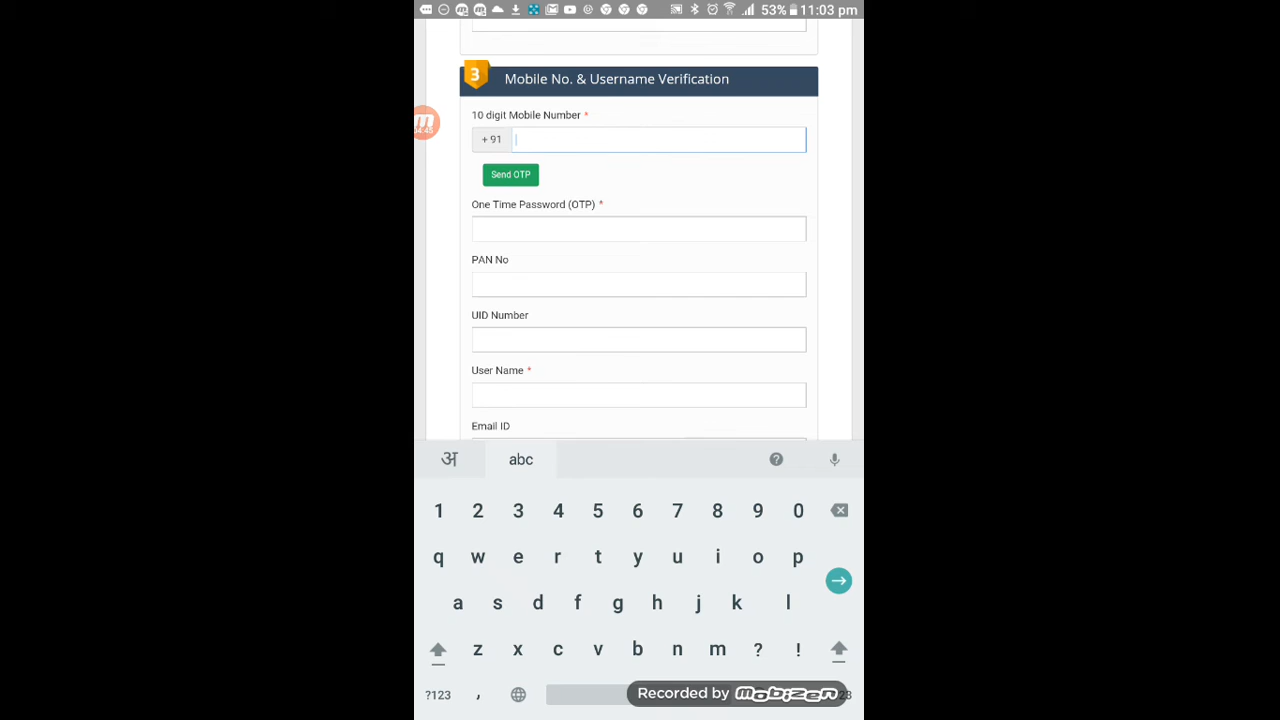 53% 11:03 pm
3 Mobile No. & Username Verification
10 digit Mobile Number *
+ 91
Send OTP
One Time Password (OTP) *
PAN No
UID Number
User Name *
Email ID
अ abc
1 2 3 4 5 6 7 8 9 0
q w e r t y u i o p
a s d f g h j k l
z x c v b n m ? !
?123 , Recorded by mobizen